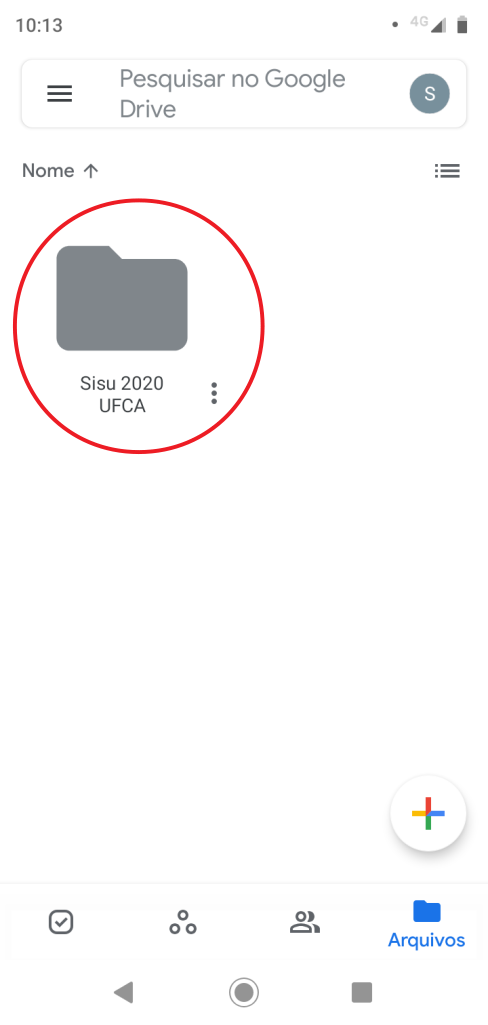 10:13
4G
Pesquisar no Google
Drive
S
Nome
Sisu 2020
UFCA
Arquivos